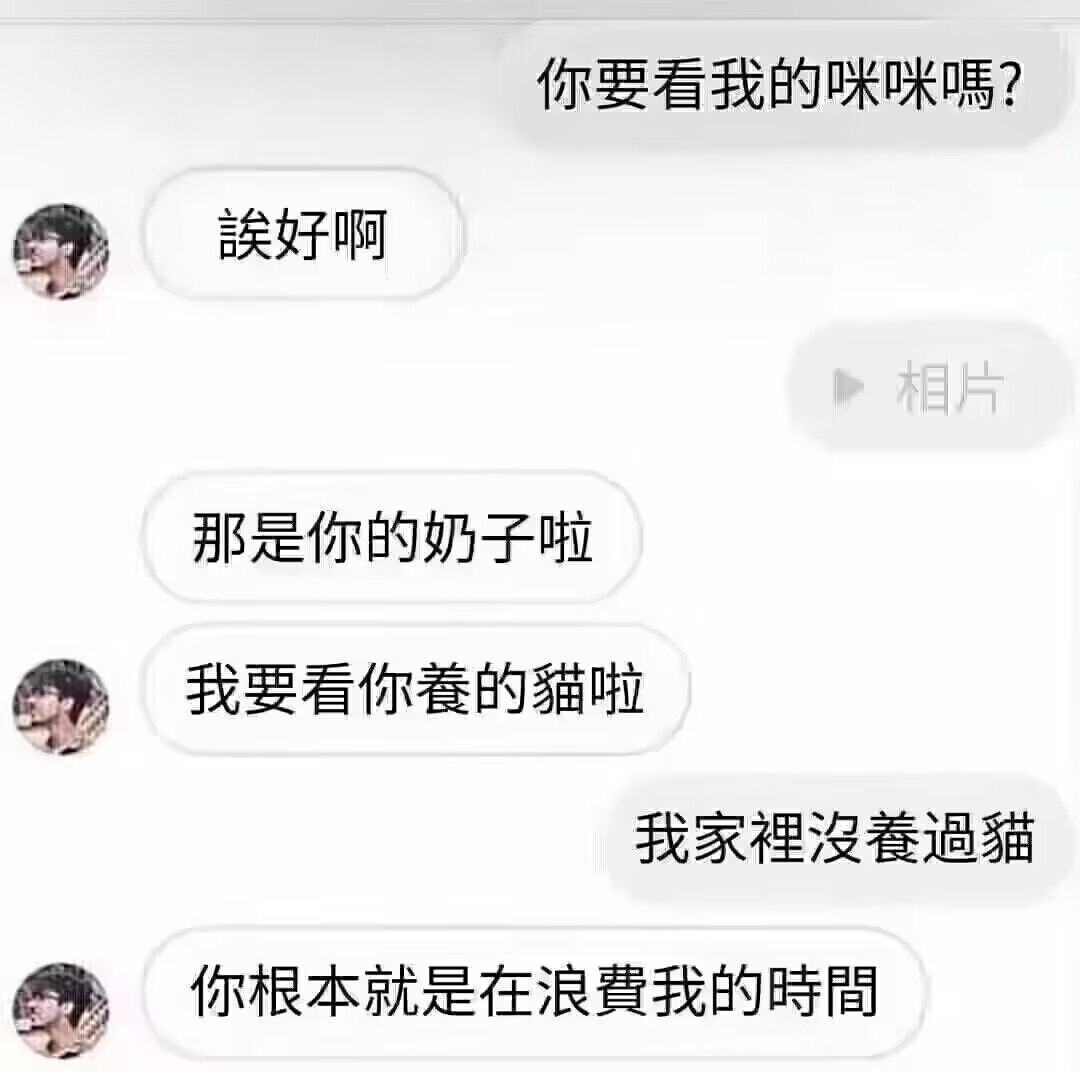 你要看我的咪咪嗎?
誒好啊
相片
那是你的奶子啦
我要看你養的貓啦
我家裡沒養過貓
你根本就是在浪費我的時間